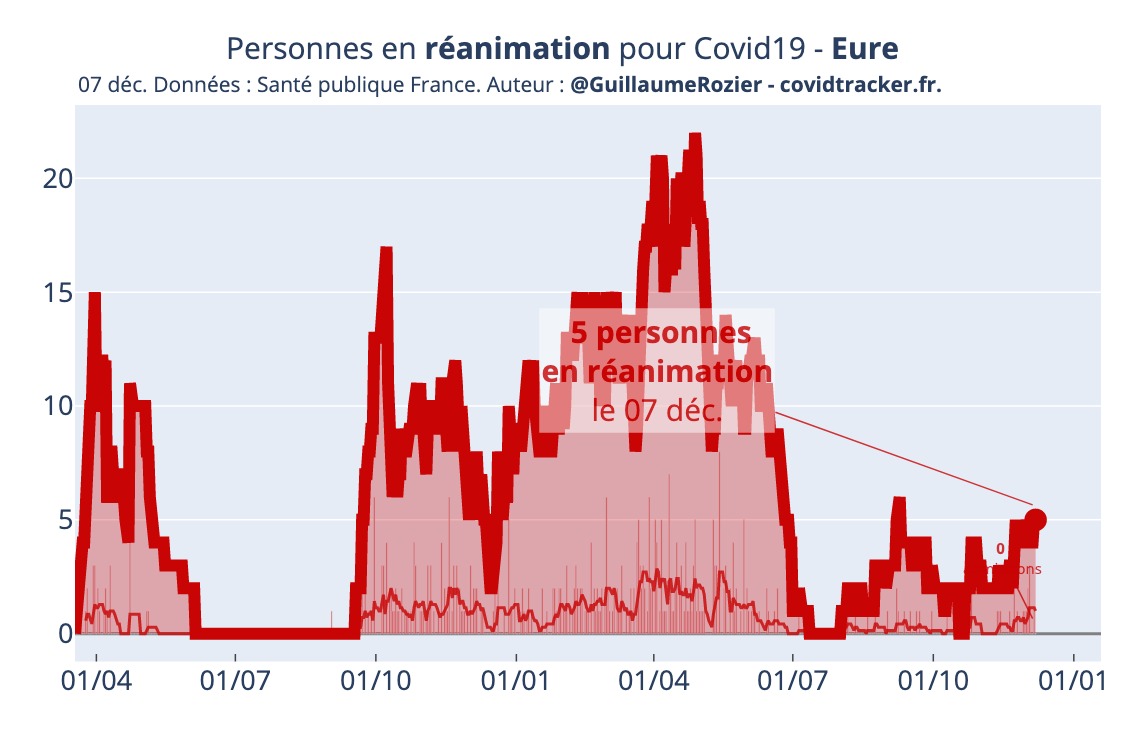 Personnes en réanimation pour Covid19 - Eure
07 déc. Données : Santé publique France. Auteur : @GuillaumeRozier - covidtracker.fr.
20
15
10
5
0
5 personnes
en réanimation
le 07 déc.
0
01/04
01/07
01/10
01/01
01/04
01/07
01/10
01/01